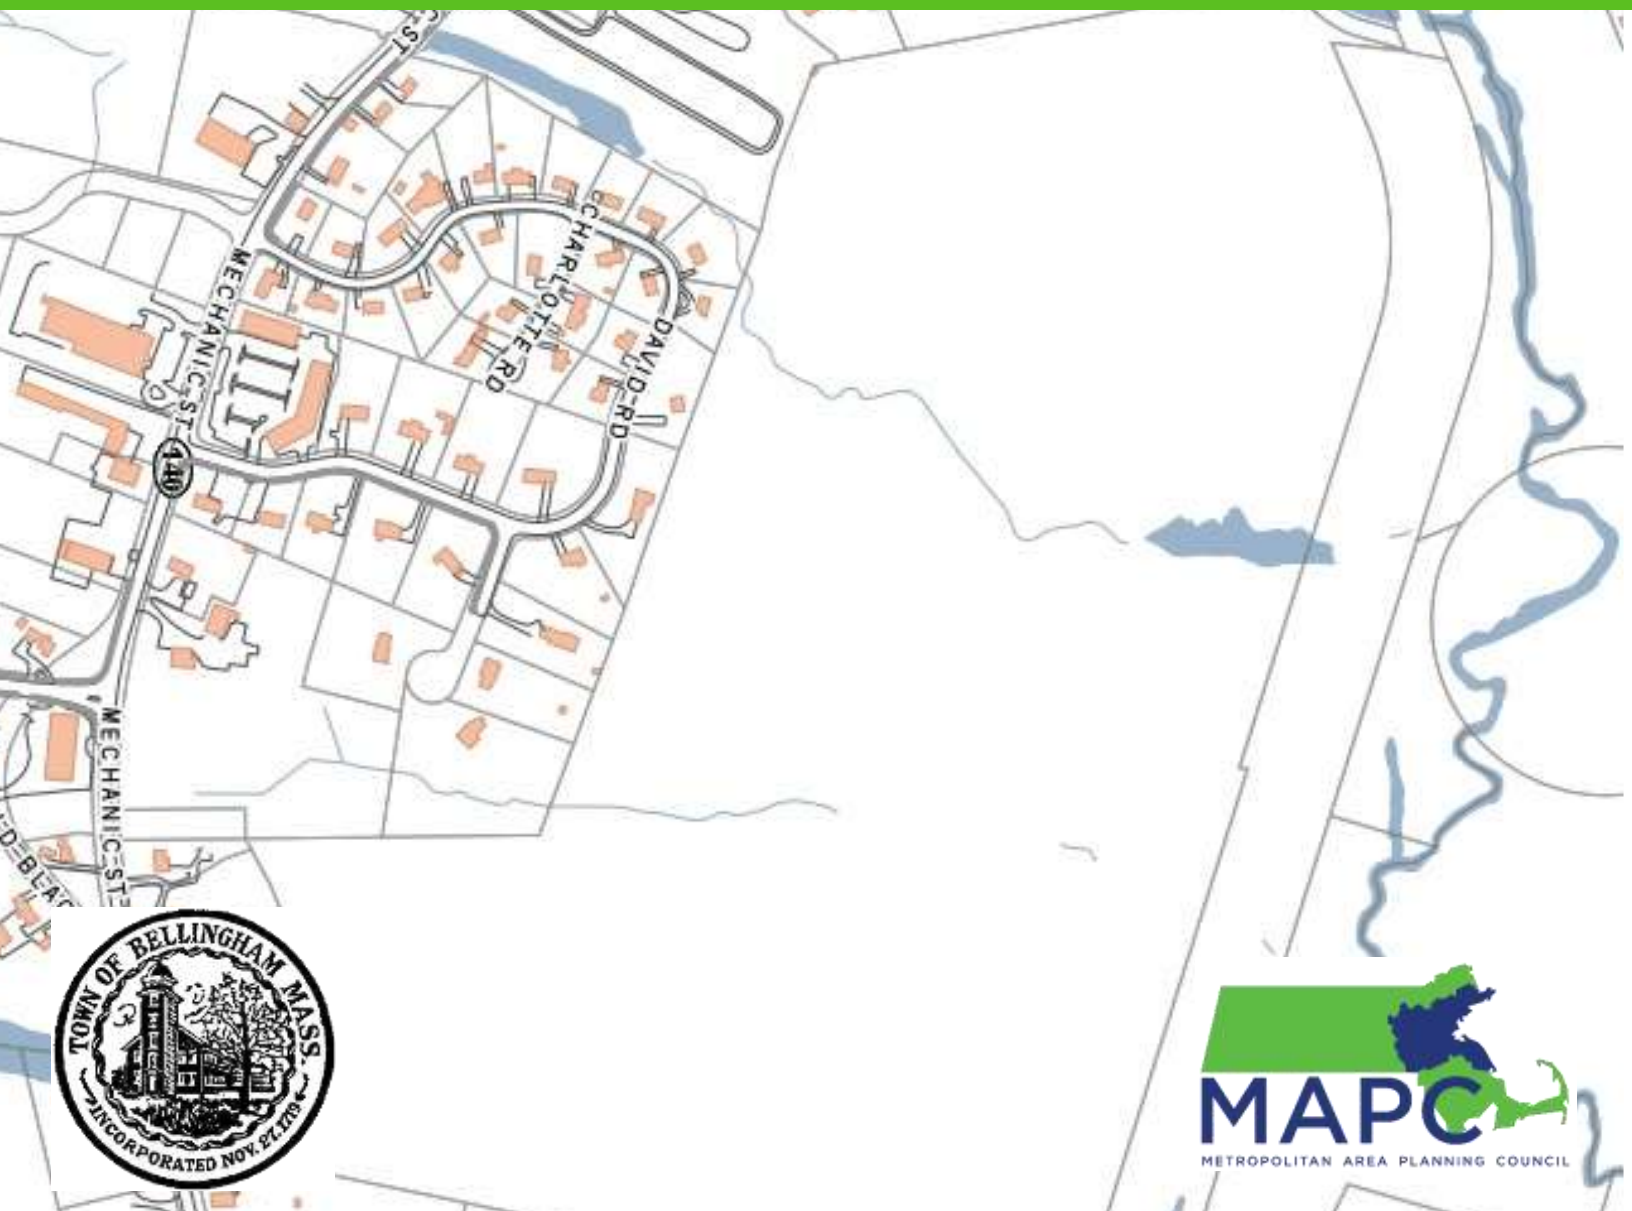 C ST
MECHANIC ST
CHARLOTTE RD
DAVID RD
140
MECHANIC ST
D BLAC
TOWN OF BELLINGHAM MASS.
INCORPORATED NOV. 27, 1719
MAPC
METROPOLITAN AREA PLANNING COUNCIL